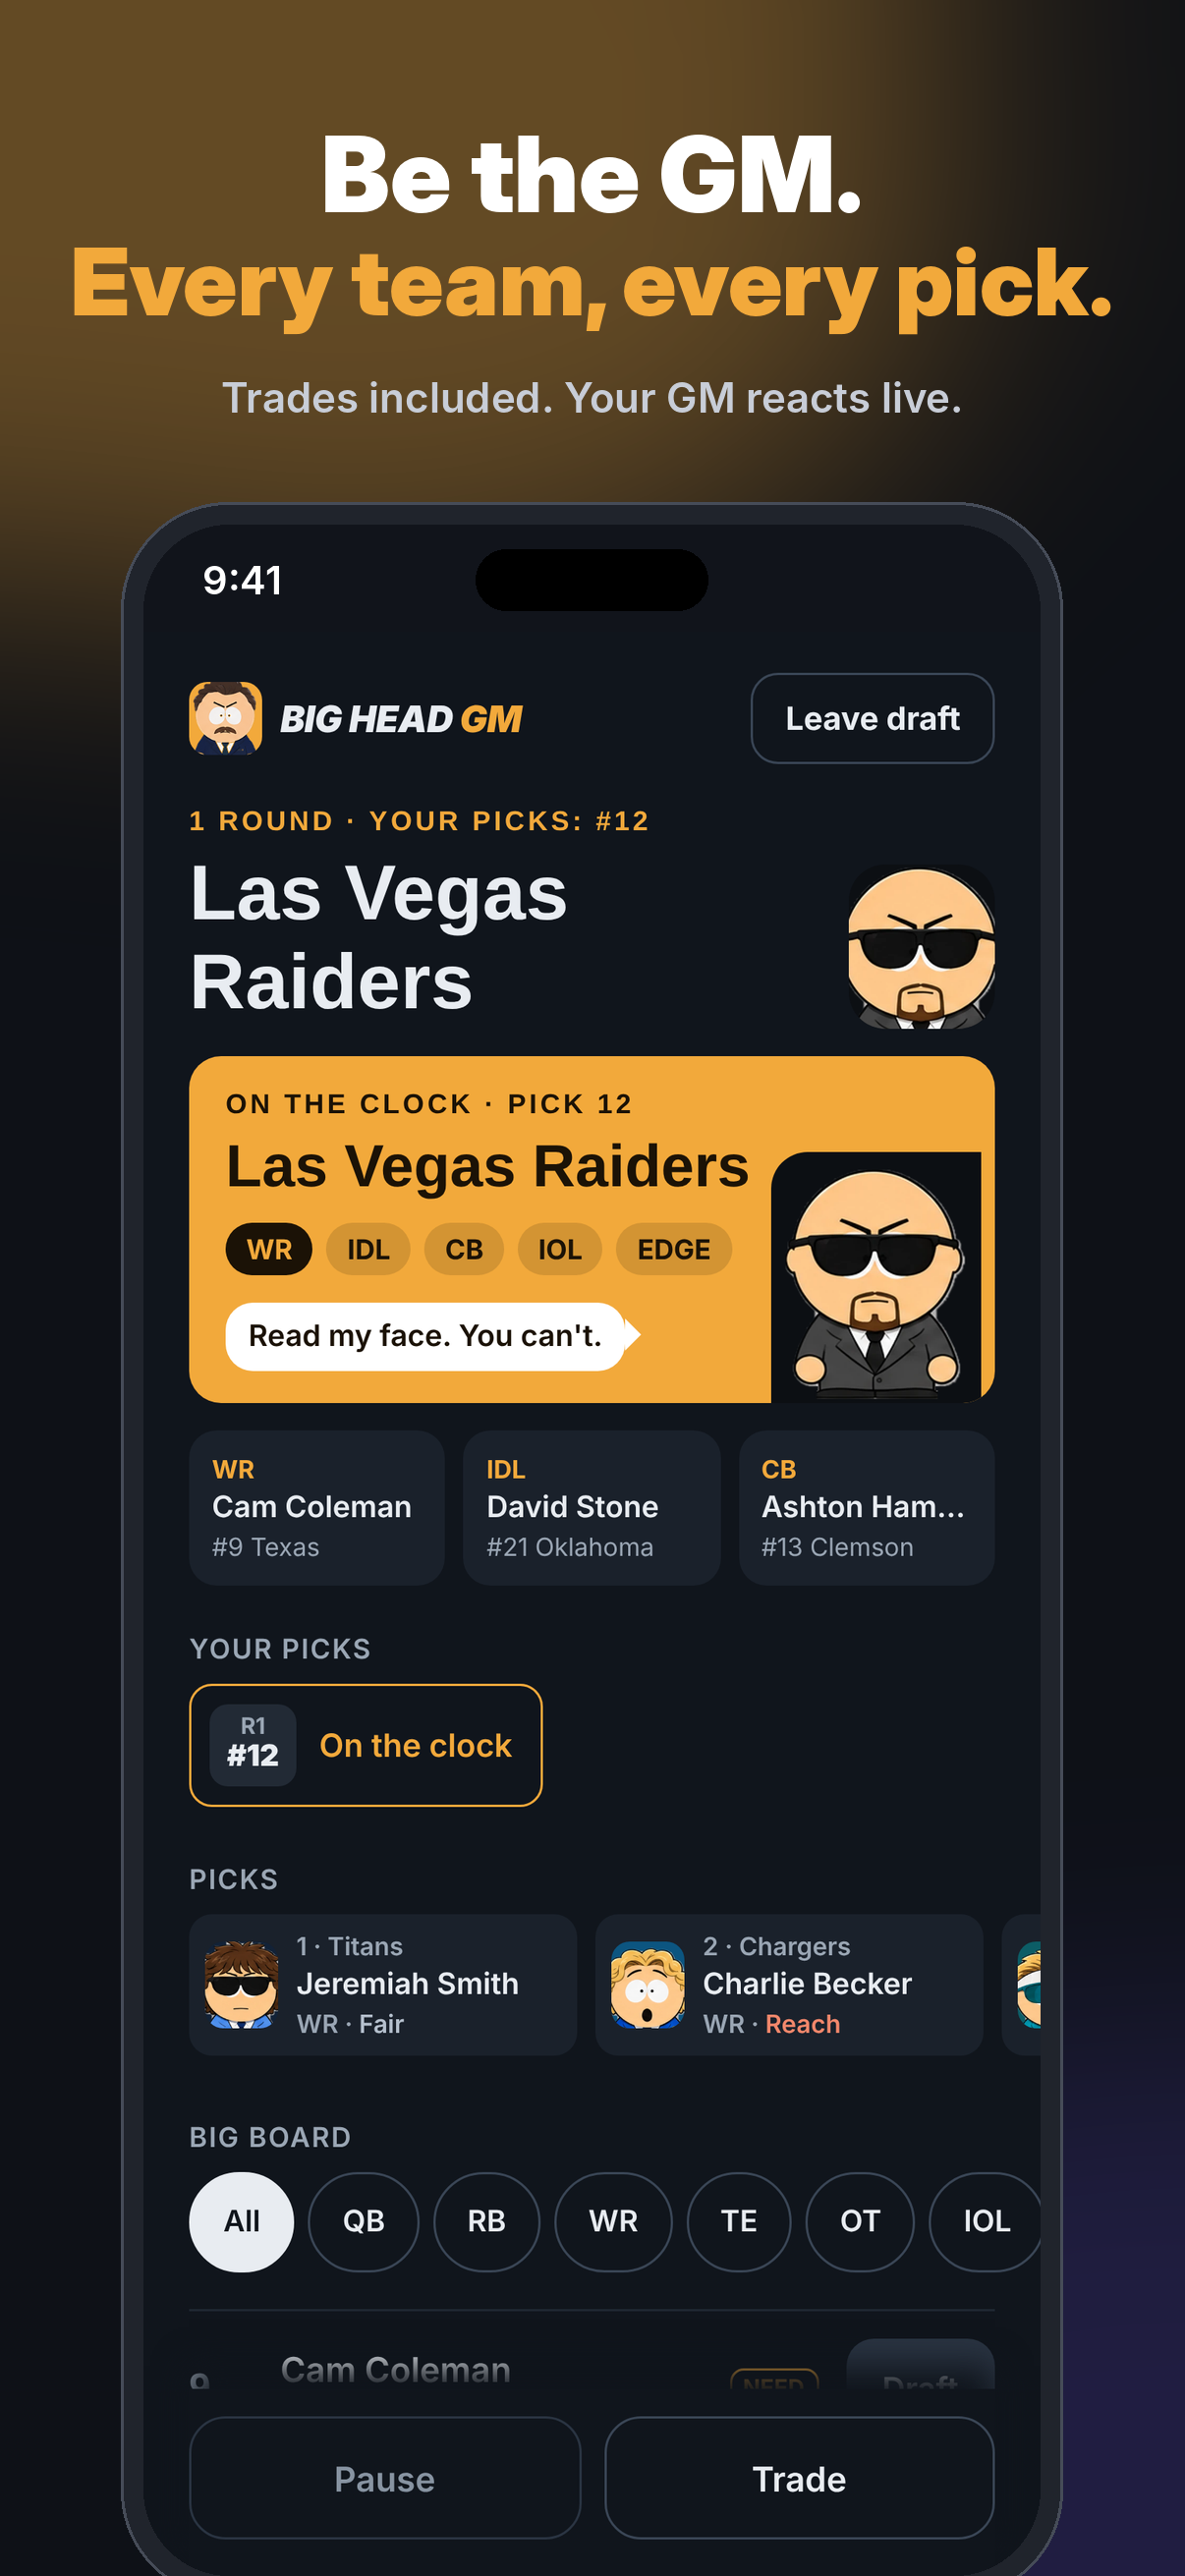 Be the GM.
Every team, every pick.
Trades included. Your GM reacts live.
9:41
BIG HEAD GM
Leave draft
1 ROUND · YOUR PICKS: #12
Las Vegas
Raiders
ON THE CLOCK · PICK 12
Las Vegas Raiders
WR IDL CB IOL EDGE
Read my face. You can't.
WR
Cam Coleman
#9 Texas
IDL
David Stone
#21 Oklahoma
CB
Ashton Ham...
#13 Clemson
YOUR PICKS
R1
#12
On the clock
PICKS
1 · Titans
Jeremiah Smith
WR · Fair
2 · Chargers
Charlie Becker
WR · Reach
BIG BOARD
All QB RB WR TE OT IOL
9
Cam Coleman
NEED
Draft
Pause
Trade